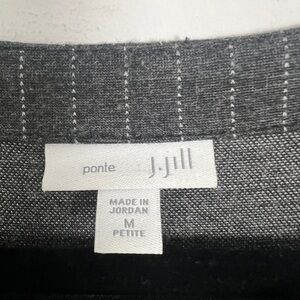 ponte J.Jill
MADE IN
JORDAN
M
PETITE